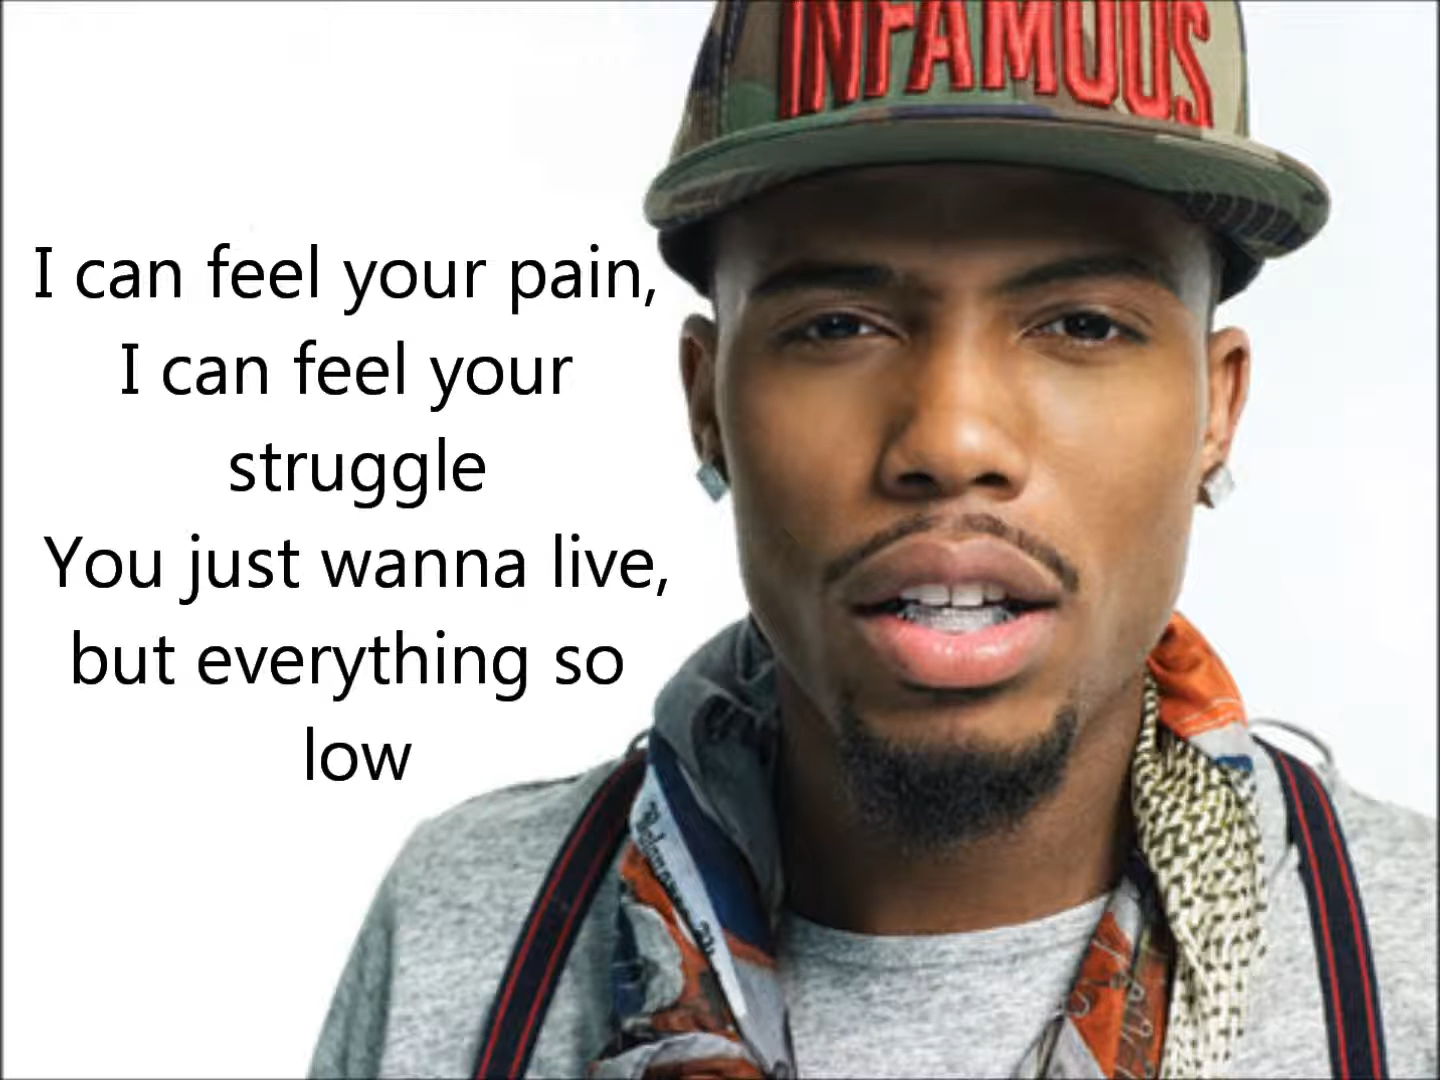 INFAMOUS
I can feel your pain,
I can feel your
struggle
You just wanna live,
but everything so
low